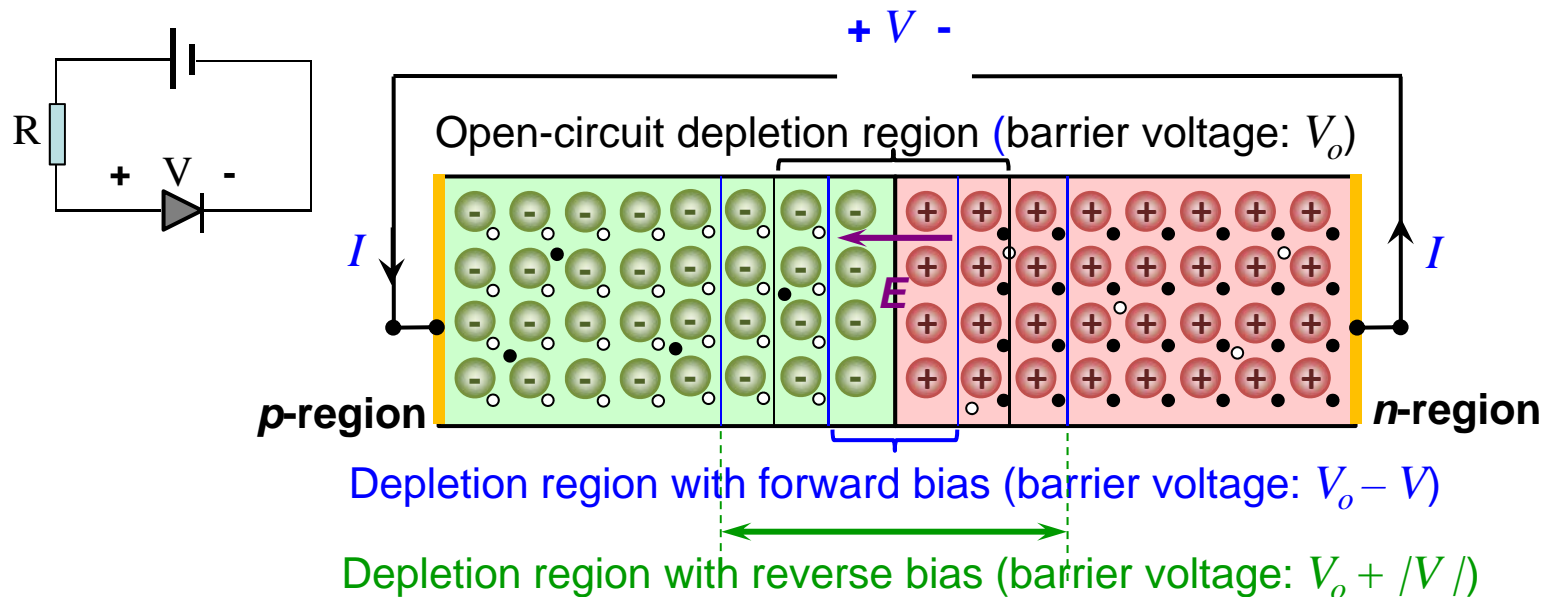 + V -
R
+ V -
Open-circuit depletion region (barrier voltage: Vₒ)
I
I
E
p-region
n-region
Depletion region with forward bias (barrier voltage: Vₒ – V)
Depletion region with reverse bias (barrier voltage: Vₒ + |V|)